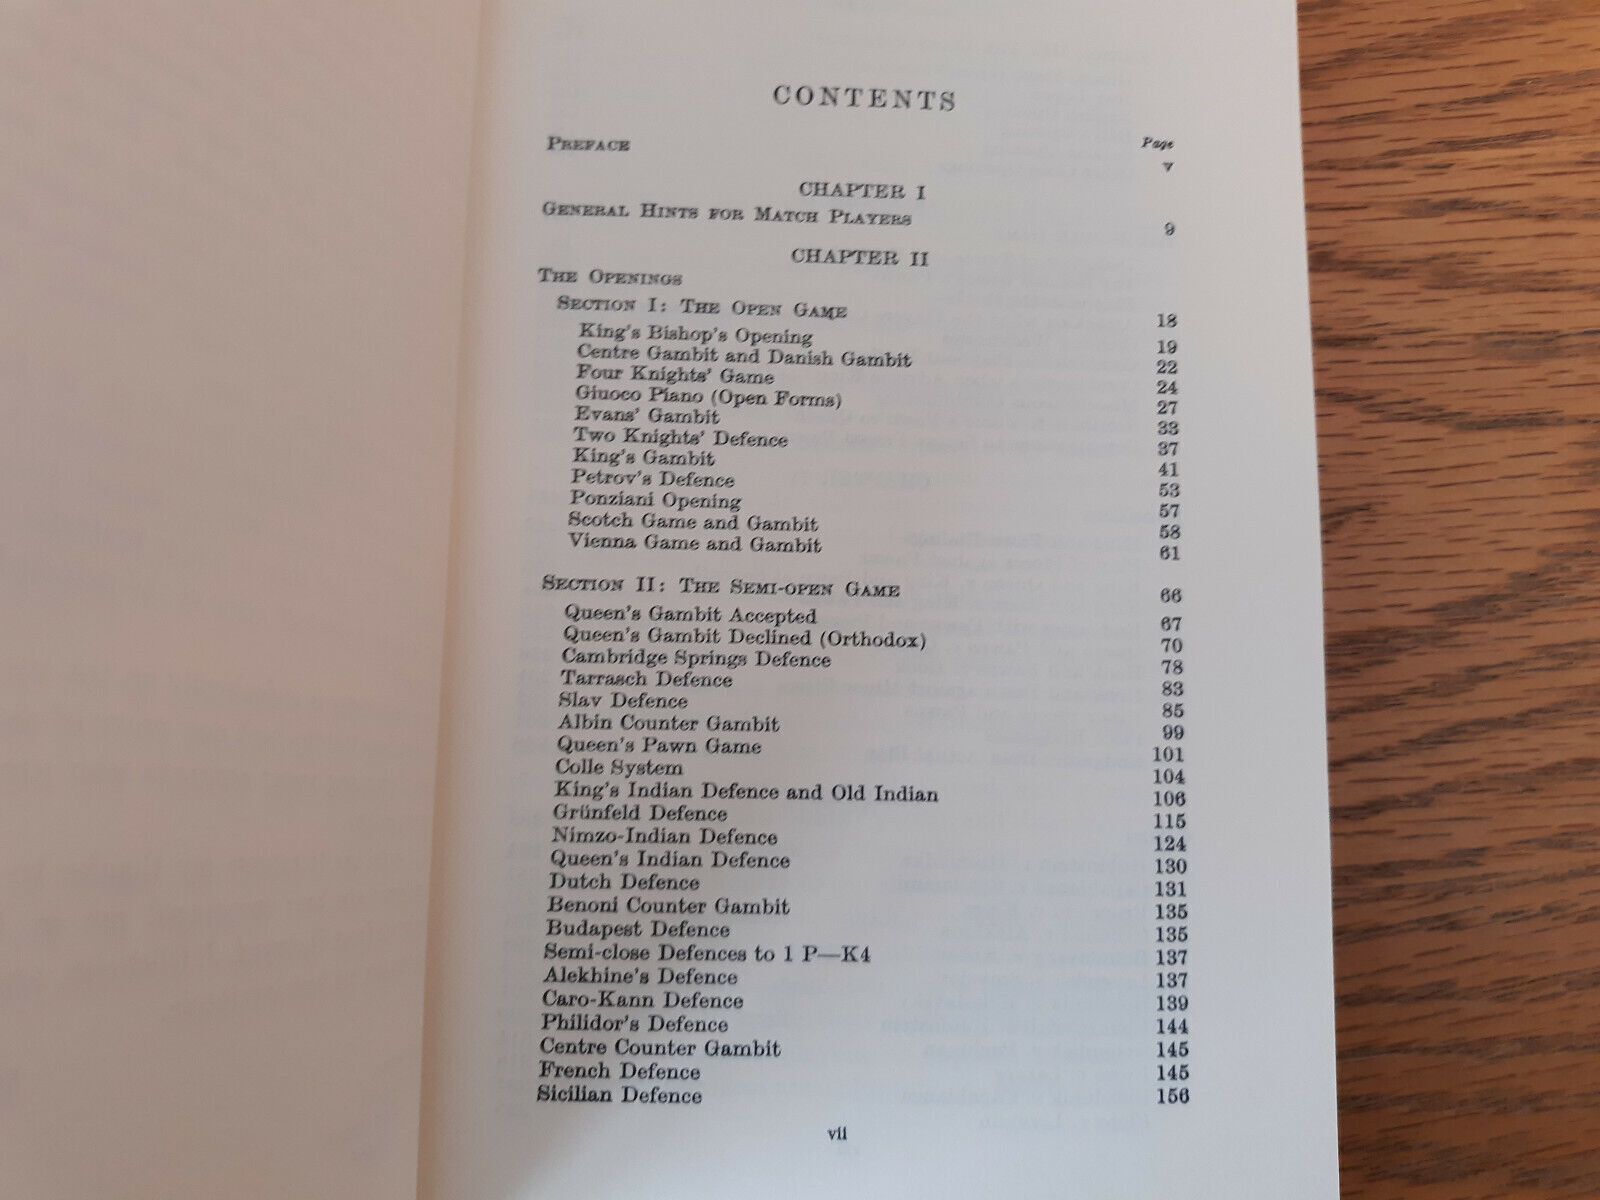 CONTENTS
Page
PREFACE v
CHAPTER I
GENERAL HINTS FOR MATCH PLAYERS 9
CHAPTER II
THE OPENINGS
SECTION I: THE OPEN GAME 18
King's Bishop's Opening 19
Centre Gambit and Danish Gambit 22
Four Knights' Game 24
Giuoco Piano (Open Forms) 27
Evans' Gambit 33
Two Knights' Defence 37
King's Gambit 41
Petrov's Defence 53
Ponziani Opening 57
Scotch Game and Gambit 58
Vienna Game and Gambit 61
SECTION II: THE SEMI-OPEN GAME 66
Queen's Gambit Accepted 67
Queen's Gambit Declined (Orthodox) 70
Cambridge Springs Defence 78
Tarrasch Defence 83
Slav Defence 85
Albin Counter Gambit 99
Queen's Pawn Game 101
Colle System 104
King's Indian Defence and Old Indian 106
Grünfeld Defence 115
Nimzo-Indian Defence 124
Queen's Indian Defence 130
Dutch Defence 131
Benoni Counter Gambit 135
Budapest Defence 135
Semi-close Defences to 1 P—K4 137
Alekhine's Defence 137
Caro-Kann Defence 139
Philidor's Defence 144
Centre Counter Gambit 145
French Defence 145
Sicilian Defence 156
vii